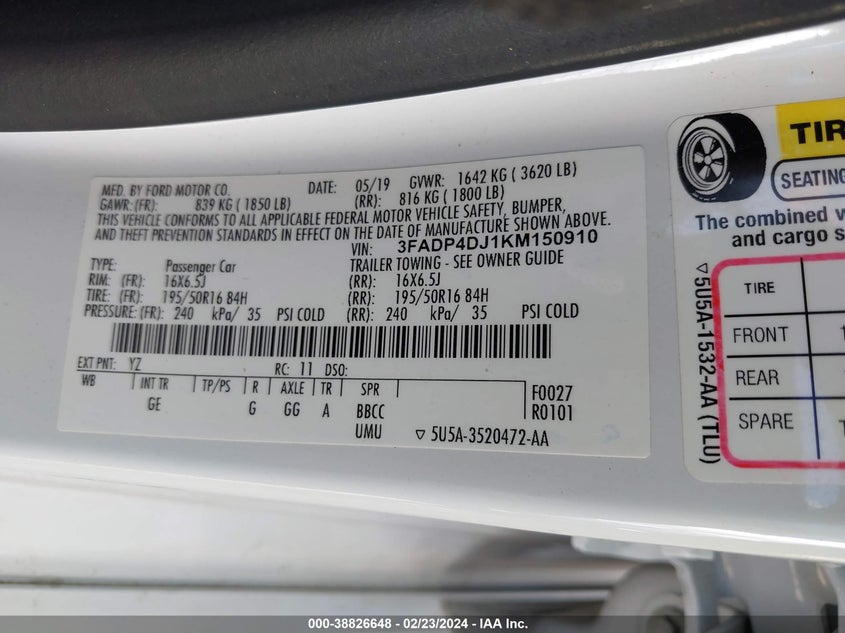 MFD. BY FORD MOTOR CO. DATE: 05/19 GVWR: 1642 KG ( 3620 LB)
GAWR: (FR): 839 KG ( 1850 LB) (RR): 816 KG ( 1800 LB)
THIS VEHICLE CONFORMS TO ALL APPLICABLE FEDERAL MOTOR VEHICLE SAFETY, BUMPER,
AND THEFT PREVENTION STANDARDS IN EFFECT ON THE DATE OF MANUFACTURE SHOWN ABOVE.
VIN: 3FADP4DJ1KM150910
TYPE: Passenger Car TRAILER TOWING - SEE OWNER GUIDE
RIM: (FR): 16X6.5J (RR): 16X6.5J
TIRE: (FR): 195/50R16 84H (RR): 195/50R16 84H
PRESSURE: (FR): 240 kPa/ 35 PSI COLD (RR): 240 kPa/ 35 PSI COLD
EXT PNT: YZ RC: 11 DSO:
WB INT TR TP/PS R AXLE TR SPR F0027
GE G GG A BBCC R0101
UMU ▽ 5U5A-3520472-AA
TIR
SEATING
The combined
and cargo s
▽5U5A-1532-AA (TLU)
TIRE
FRONT
REAR
SPARE
000-38826648 - 02/23/2024 - IAA Inc.